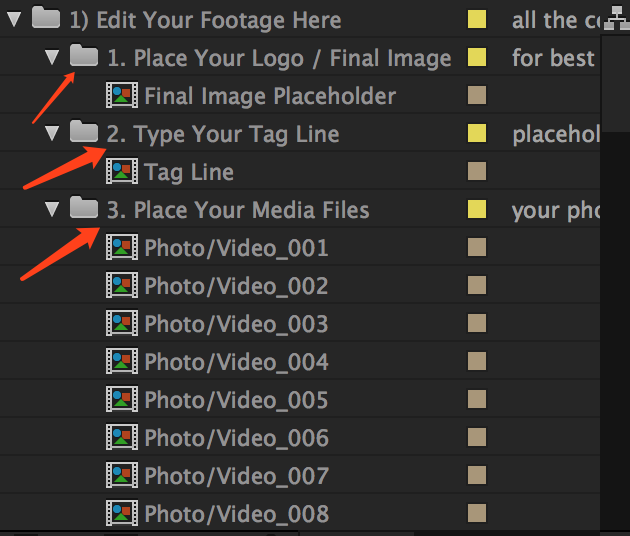 1) Edit Your Footage Here all the ce
1. Place Your Logo / Final Image for best
Final Image Placeholder
2. Type Your Tag Line placehol
Tag Line
3. Place Your Media Files your pho
Photo/Video_001
Photo/Video_002
Photo/Video_003
Photo/Video_004
Photo/Video_005
Photo/Video_006
Photo/Video_007
Photo/Video_008